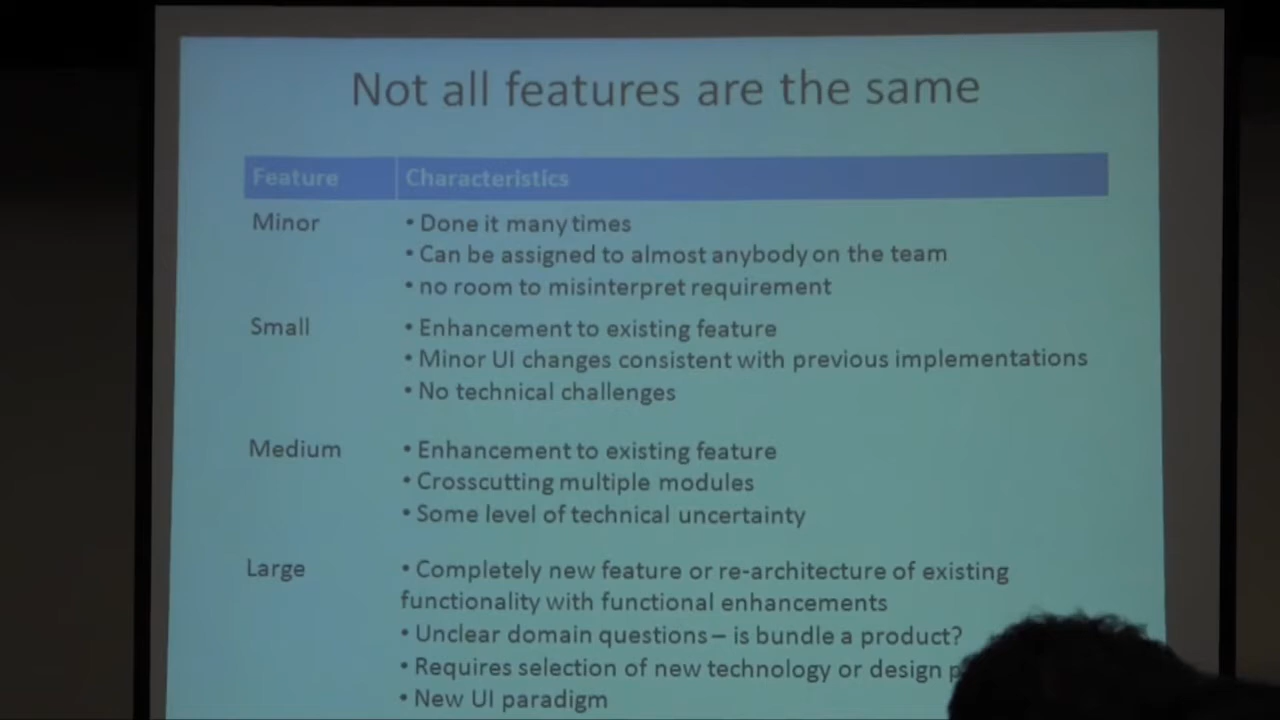 Not all features are the same
Feature Characteristics
Minor • Done it many times
• Can be assigned to almost anybody on the team
• no room to misinterpret requirement
Small • Enhancement to existing feature
• Minor UI changes consistent with previous implementations
• No technical challenges
Medium • Enhancement to existing feature
• Crosscutting multiple modules
• Some level of technical uncertainty
Large • Completely new feature or re-architecture of existing
functionality with functional enhancements
• Unclear domain questions – is bundle a product?
• Requires selection of new technology or design
• New UI paradigm